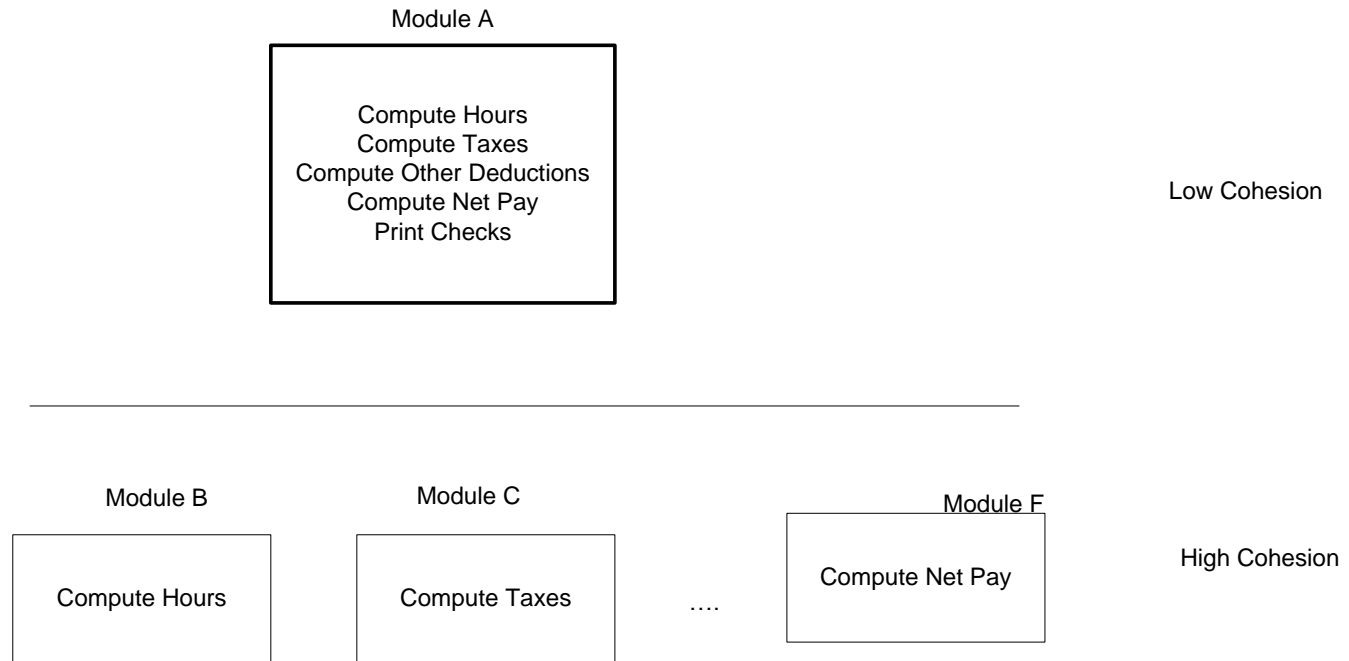 Module A
Compute Hours
Compute Taxes
Compute Other Deductions
Compute Net Pay
Print Checks
Low Cohesion
Module B
Module C
Module F
Compute Hours
Compute Taxes
....
Compute Net Pay
High Cohesion